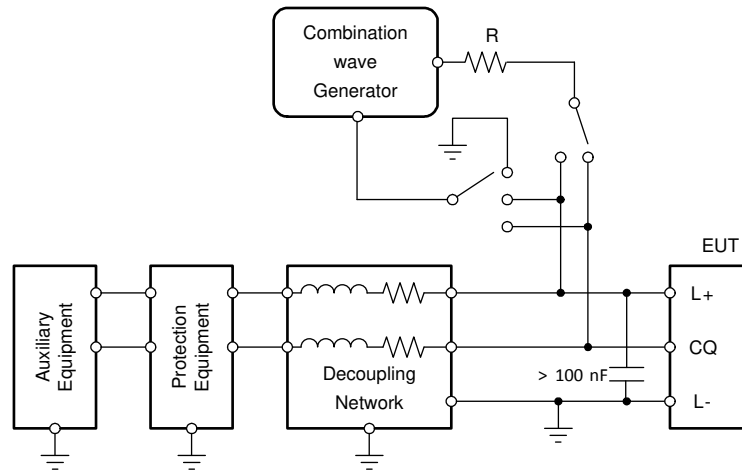 Combination
wave
Generator
R
EUT
L+
CQ
L-
> 100 nF
Auxiliary
Equipment
Protection
Equipment
Decoupling
Network